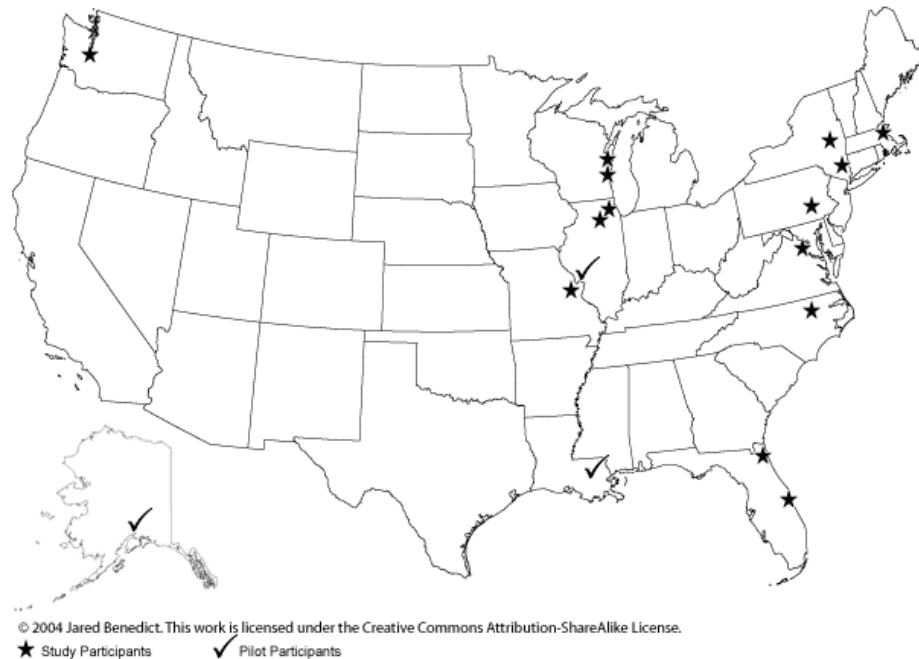 © 2004 Jared Benedict. This work is licensed under the Creative Commons Attribution-ShareAlike License.
★ Study Participants ✓ Pilot Participants